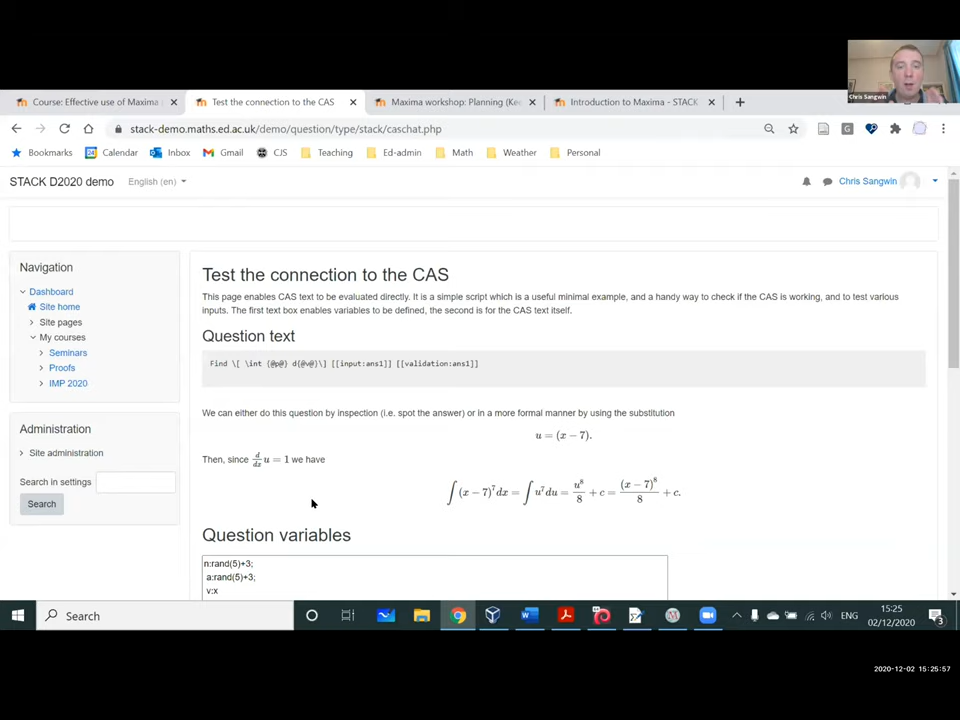 Chris Sangwin
Course: Effective use of Maxima
Test the connection to the CAS
Maxima workshop: Planning (Ke
Introduction to Maxima - STACK
stack-demo.maths.ed.ac.uk/demo/question/type/stack/caschat.php
Bookmarks
Calendar
Inbox
Gmail
CJS
Teaching
Ed-admin
Math
Weather
Personal
STACK D2020 demo
English (en)
Chris Sangwin
Navigation
Dashboard
Site home
Site pages
My courses
Seminars
Proofs
IMP 2020
Administration
Site administration
Search in settings
Search
Test the connection to the CAS
This page enables CAS text to be evaluated directly. It is a simple script which is a useful minimal example, and a handy way to check if the CAS is working, and to test various
inputs. The first text box enables variables to be defined, the second is for the CAS text itself.
Question text
Find \[ \int {@p@} d{@v@}\] [[input:ans1]] [[validation:ans1]]
We can either do this question by inspection (i.e. spot the answer) or in a more formal manner by using the substitution
u = (x − 7).
Then, since d/dx u = 1 we have
∫ (x − 7)⁷ dx = ∫ u⁷ du = u⁸/8 + c = (x − 7)⁸/8 + c.
Question variables
n:rand(5)+3;
a:rand(5)+3;
v:x
Search
ENG
15:25
02/12/2020
3
2020-12-02 15:25:57